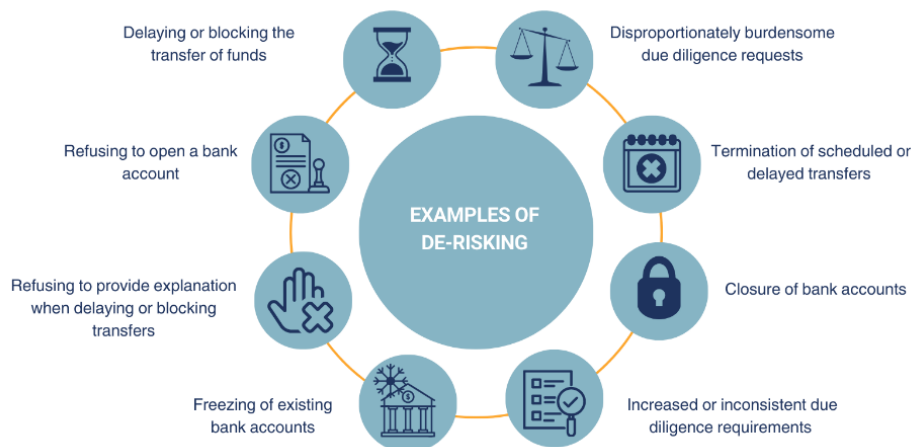 Delaying or blocking the
transfer of funds
Disproportionately burdensome
due diligence requests
Refusing to open a bank
account
Termination of scheduled or
delayed transfers
EXAMPLES OF
DE-RISKING
Refusing to provide explanation
when delaying or blocking
transfers
Closure of bank accounts
Freezing of existing
bank accounts
Increased or inconsistent due
diligence requirements
$
$